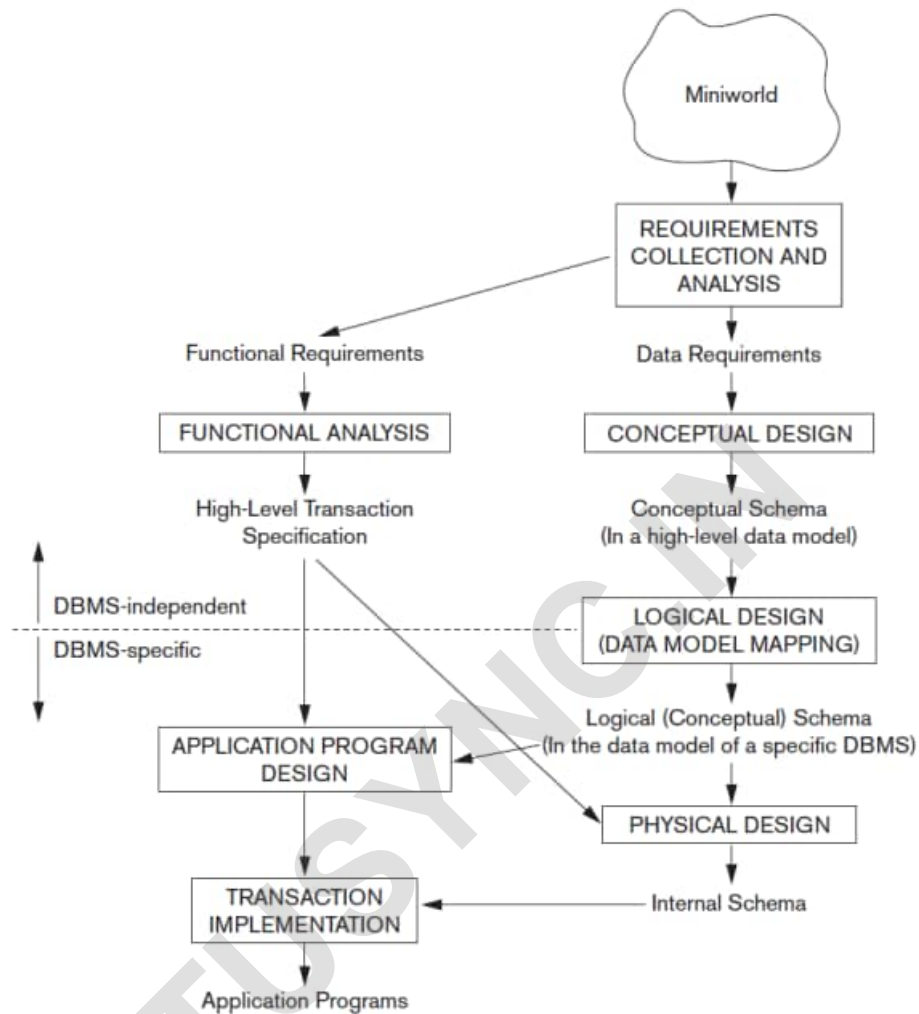 Miniworld
REQUIREMENTS
COLLECTION AND
ANALYSIS
Functional Requirements
Data Requirements
FUNCTIONAL ANALYSIS
CONCEPTUAL DESIGN
High-Level Transaction
Specification
Conceptual Schema
(In a high-level data model)
DBMS-independent
DBMS-specific
LOGICAL DESIGN
(DATA MODEL MAPPING)
Logical (Conceptual) Schema
(In the data model of a specific DBMS)
APPLICATION PROGRAM
DESIGN
PHYSICAL DESIGN
TRANSACTION
IMPLEMENTATION
Internal Schema
Application Programs
TUSYNC.IN